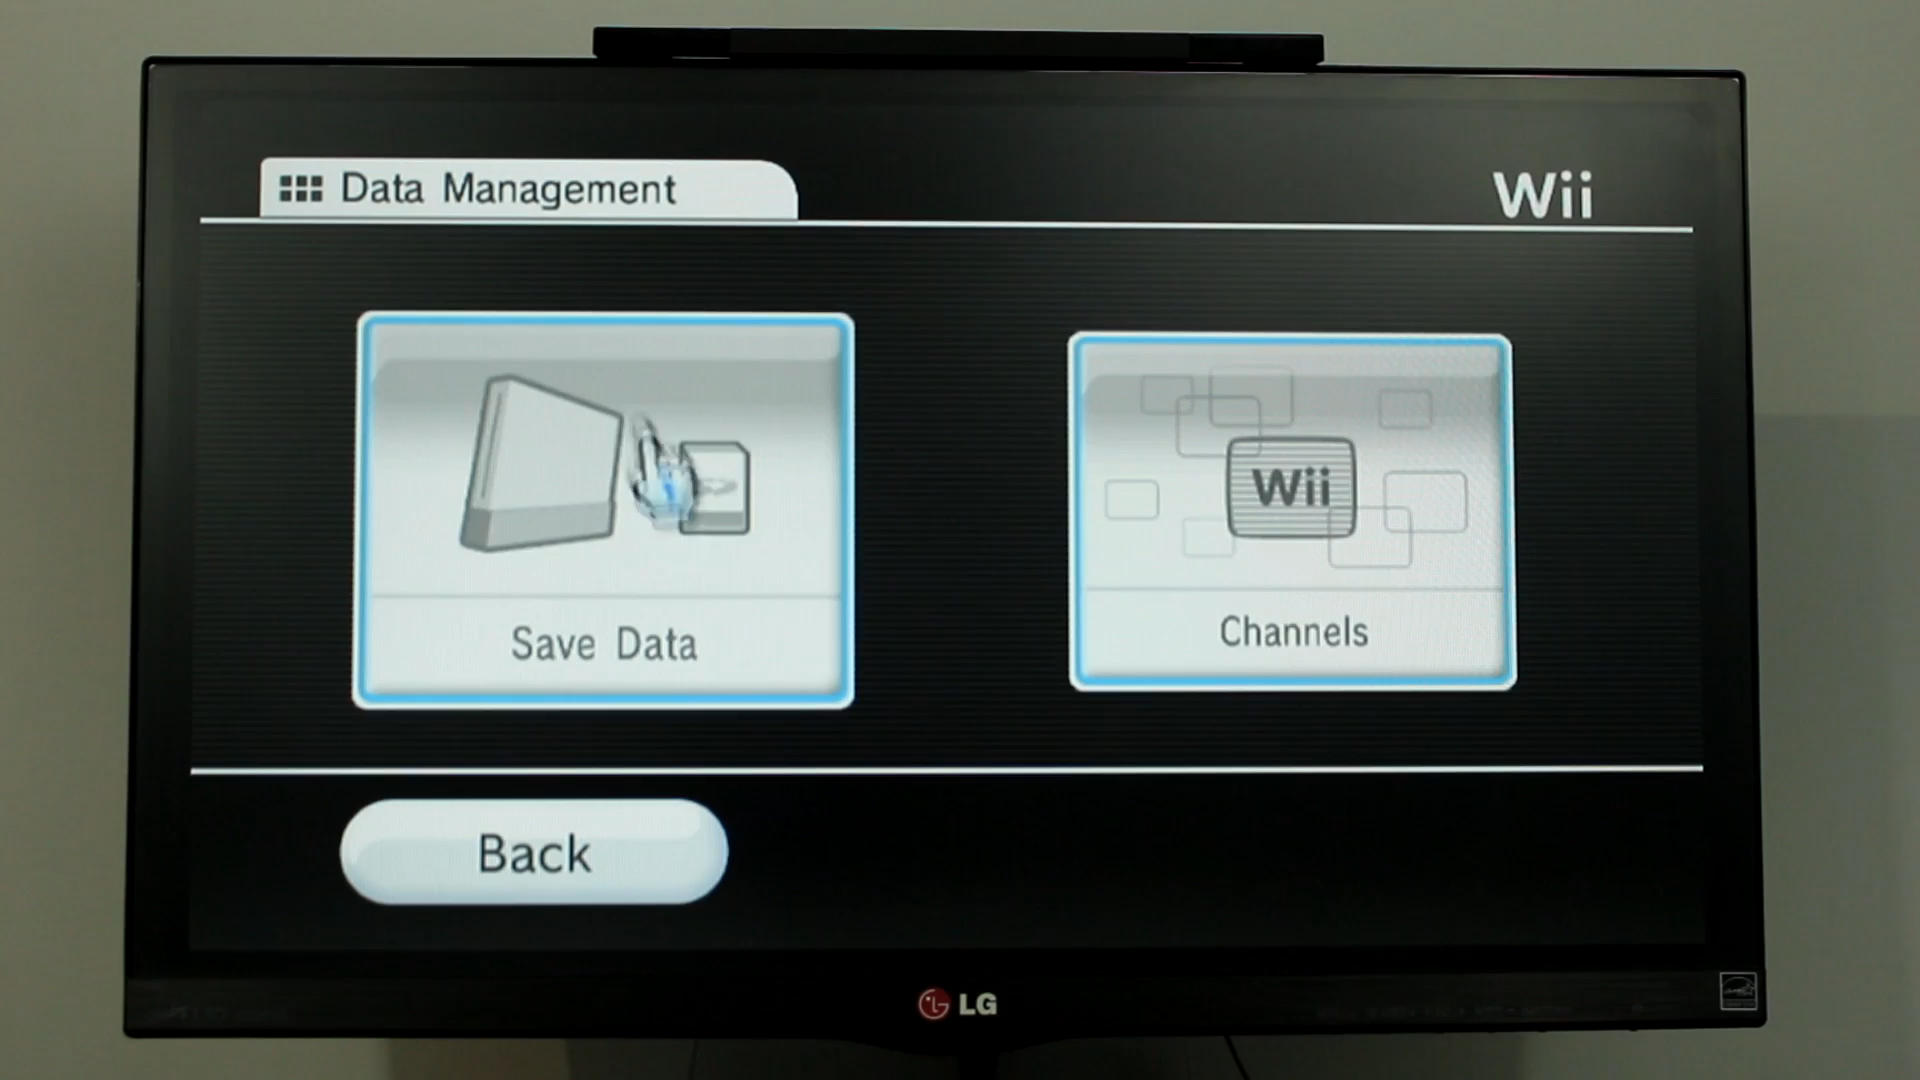 Data Management
Wii
Wii
Save Data
Channels
Back
LG